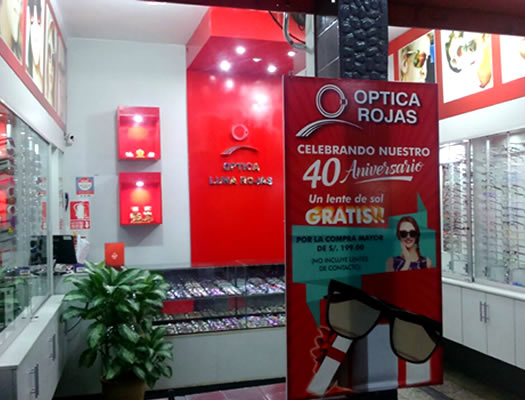 OPTICA
LUNA ROJAS
OPTICA
ROJAS
CELEBRANDO NUESTRO
40 Aniversario
Un lente de sol
GRATIS!!
POR LA COMPRA MAYOR
DE S/. 199.00
(NO INCLUYE LENTES
DE CONTACTO)